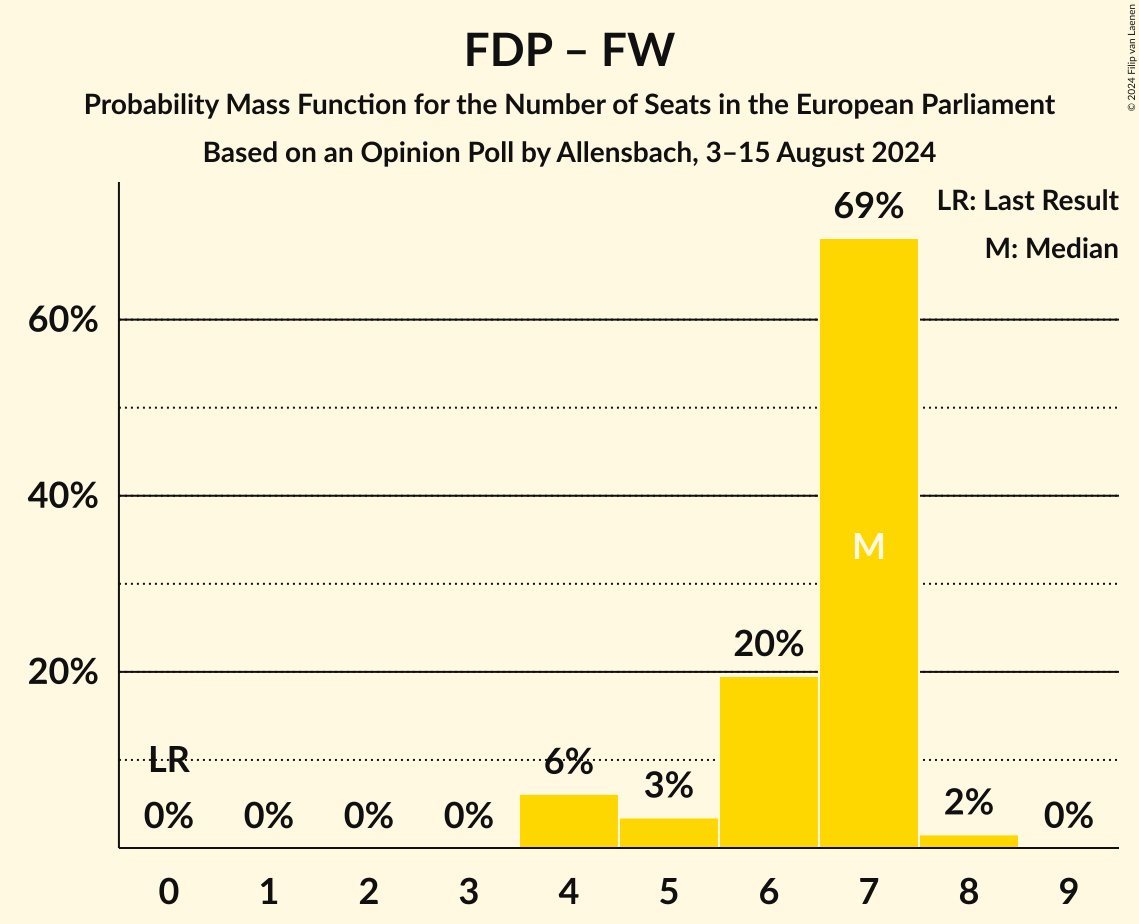 FDP – FW
Probability Mass Function for the Number of Seats in the European Parliament
Based on an Opinion Poll by Allensbach, 3–15 August 2024
© 2024 Filip van Laenen
LR: Last Result
M: Median
69%
60%
40%
M
20%
20%
LR
6%
3%
2%
0%
0%
0%
0%
0%
0 1 2 3 4 5 6 7 8 9